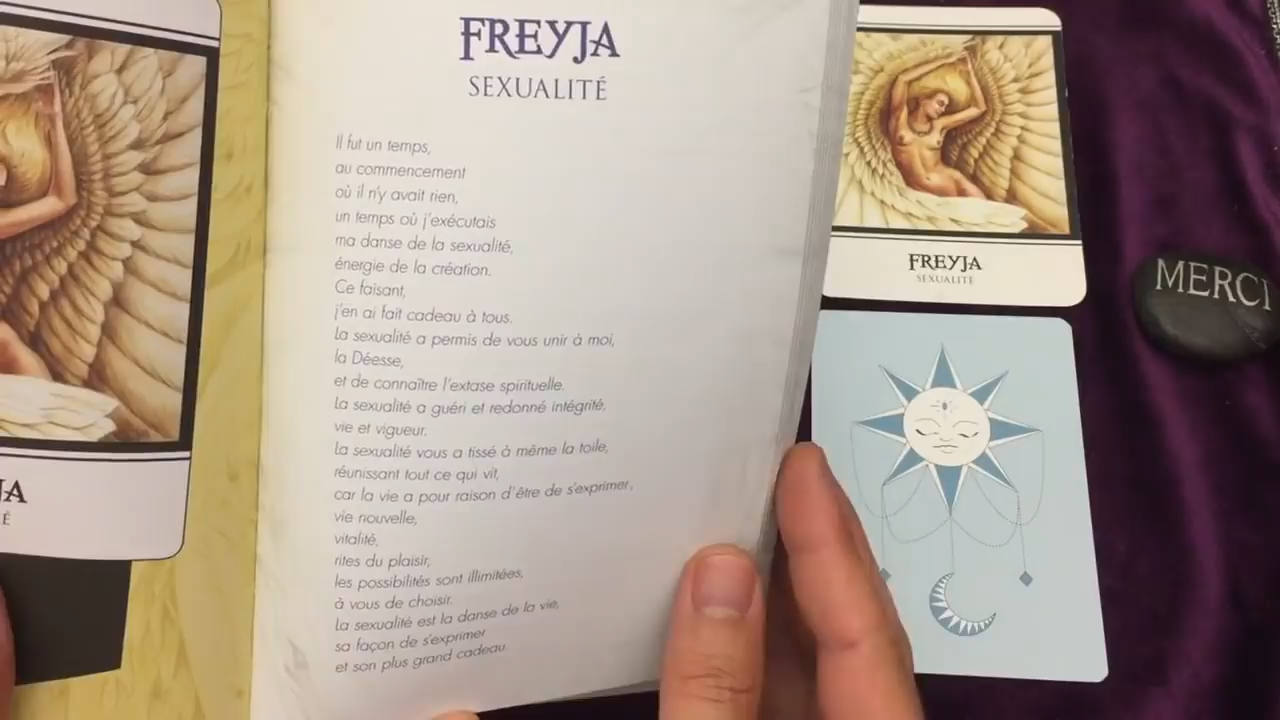 FREYJA
SEXUALITÉ
Il fut un temps,
au commencement
où il n'y avait rien,
un temps où j'exécutais
ma danse de la sexualité,
énergie de la création.
Ce faisant,
j'en ai fait cadeau à tous.
La sexualité a permis de vous unir à moi,
la Déesse,
et de connaître l'extase spirituelle.
La sexualité a guéri et redonné intégrité,
vie et vigueur.
La sexualité vous a tissé à même la toile,
réunissant tout ce qui vit,
car la vie a pour raison d'être de s'exprimer,
vie nouvelle,
vitalité,
rites du plaisir,
les possibilités sont illimitées,
à vous de choisir.
La sexualité est la danse de la vie,
sa façon de s'exprimer
et son plus grand cadeau.
JA
É
FREYJA
SEXUALITÉ
MERCI